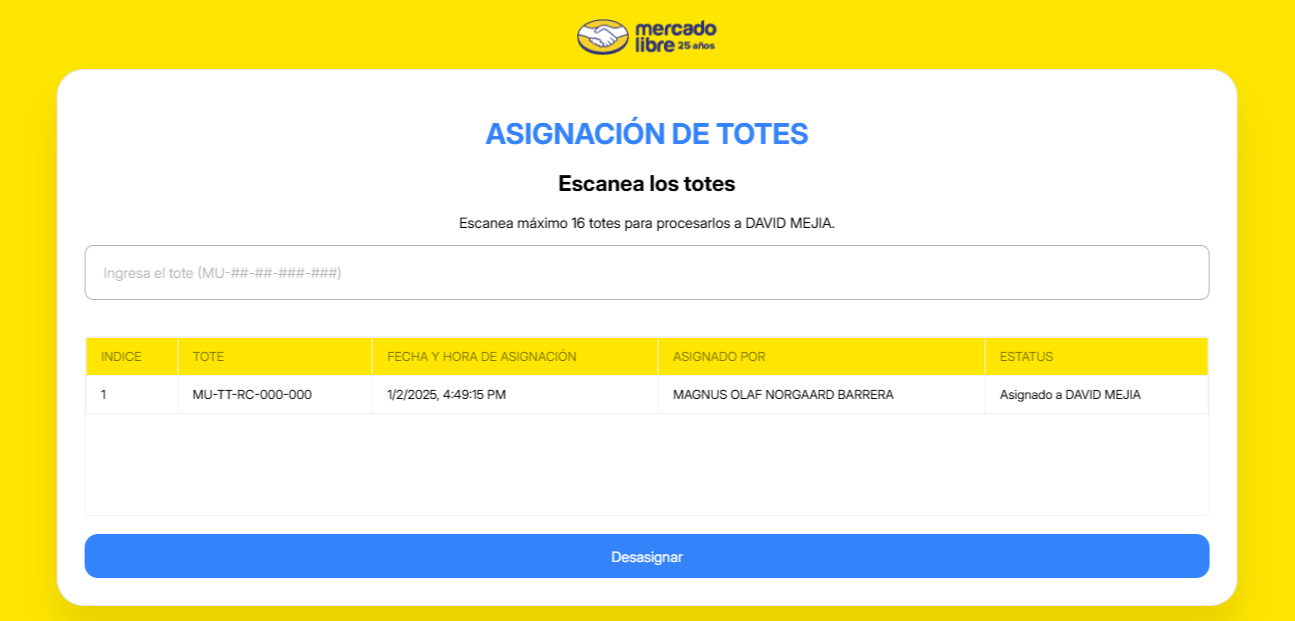 mercado
libre 25 años
ASIGNACIÓN DE TOTES
Escanea los totes
Escanea máximo 16 totes para procesarlos a DAVID MEJIA.
Ingresa el tote (MU-##-##-###-###)
INDICE TOTE FECHA Y HORA DE ASIGNACIÓN ASIGNADO POR ESTATUS
1 MU-TT-RC-000-000 1/2/2025, 4:49:15 PM MAGNUS OLAF NORGAARD BARRERA Asignado a DAVID MEJIA
Desasignar